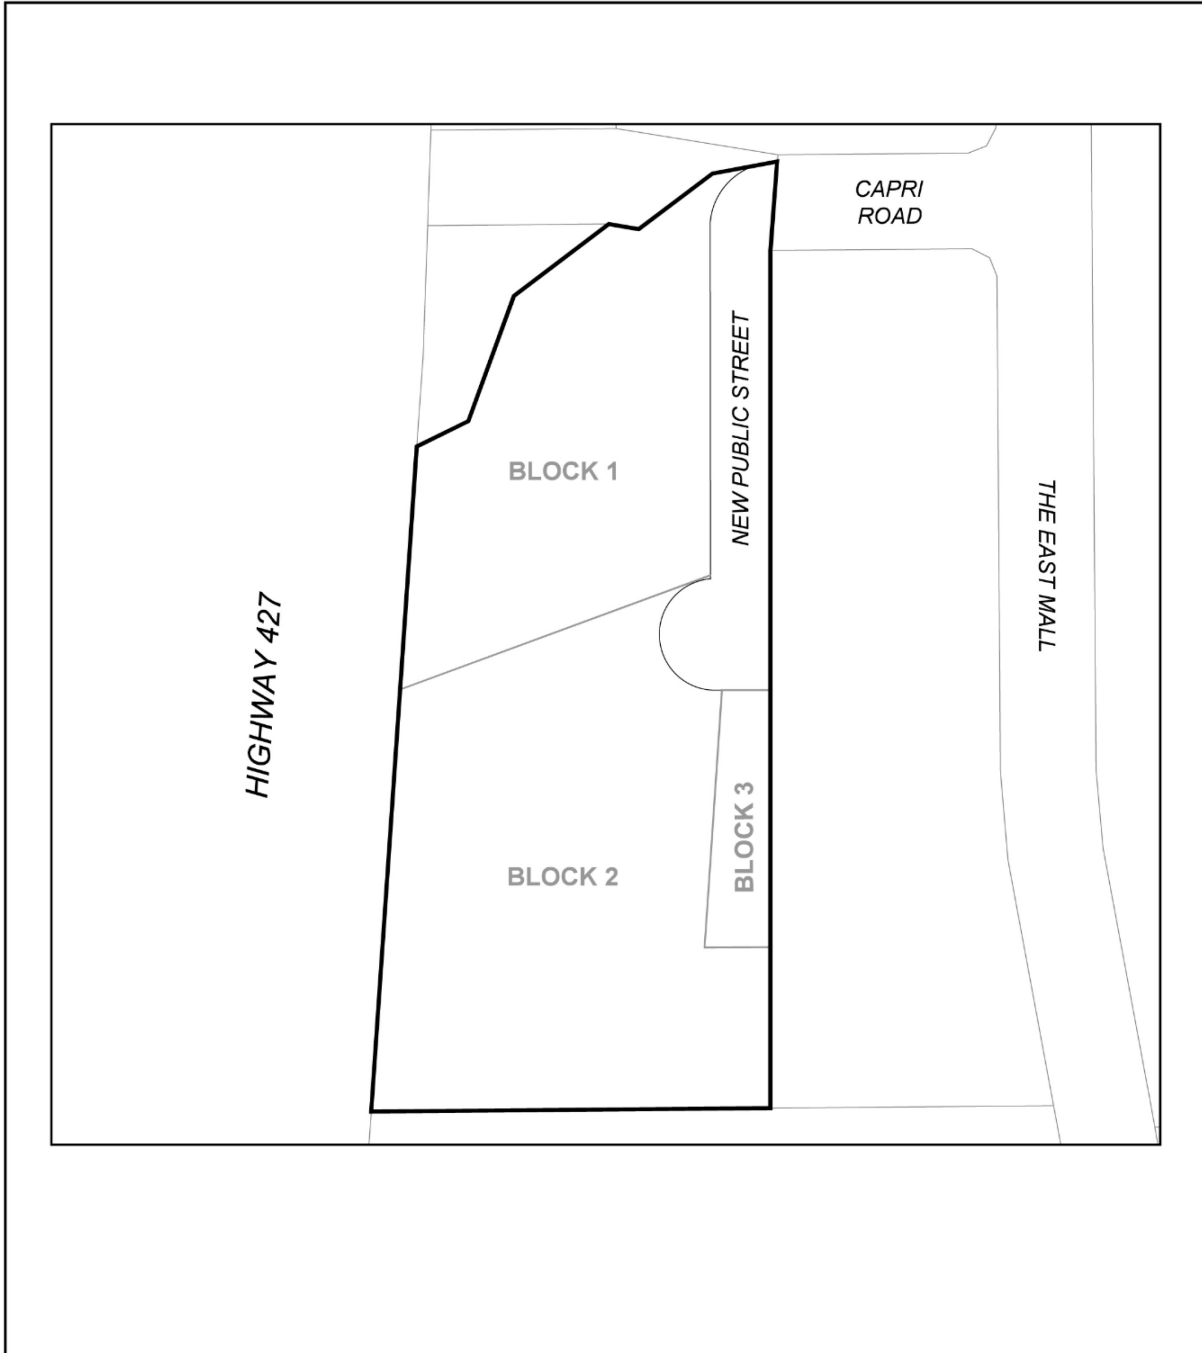 CAPRI
ROAD
NEW PUBLIC STREET
BLOCK 1
THE EAST MALL
HIGHWAY 427
BLOCK 3
BLOCK 2